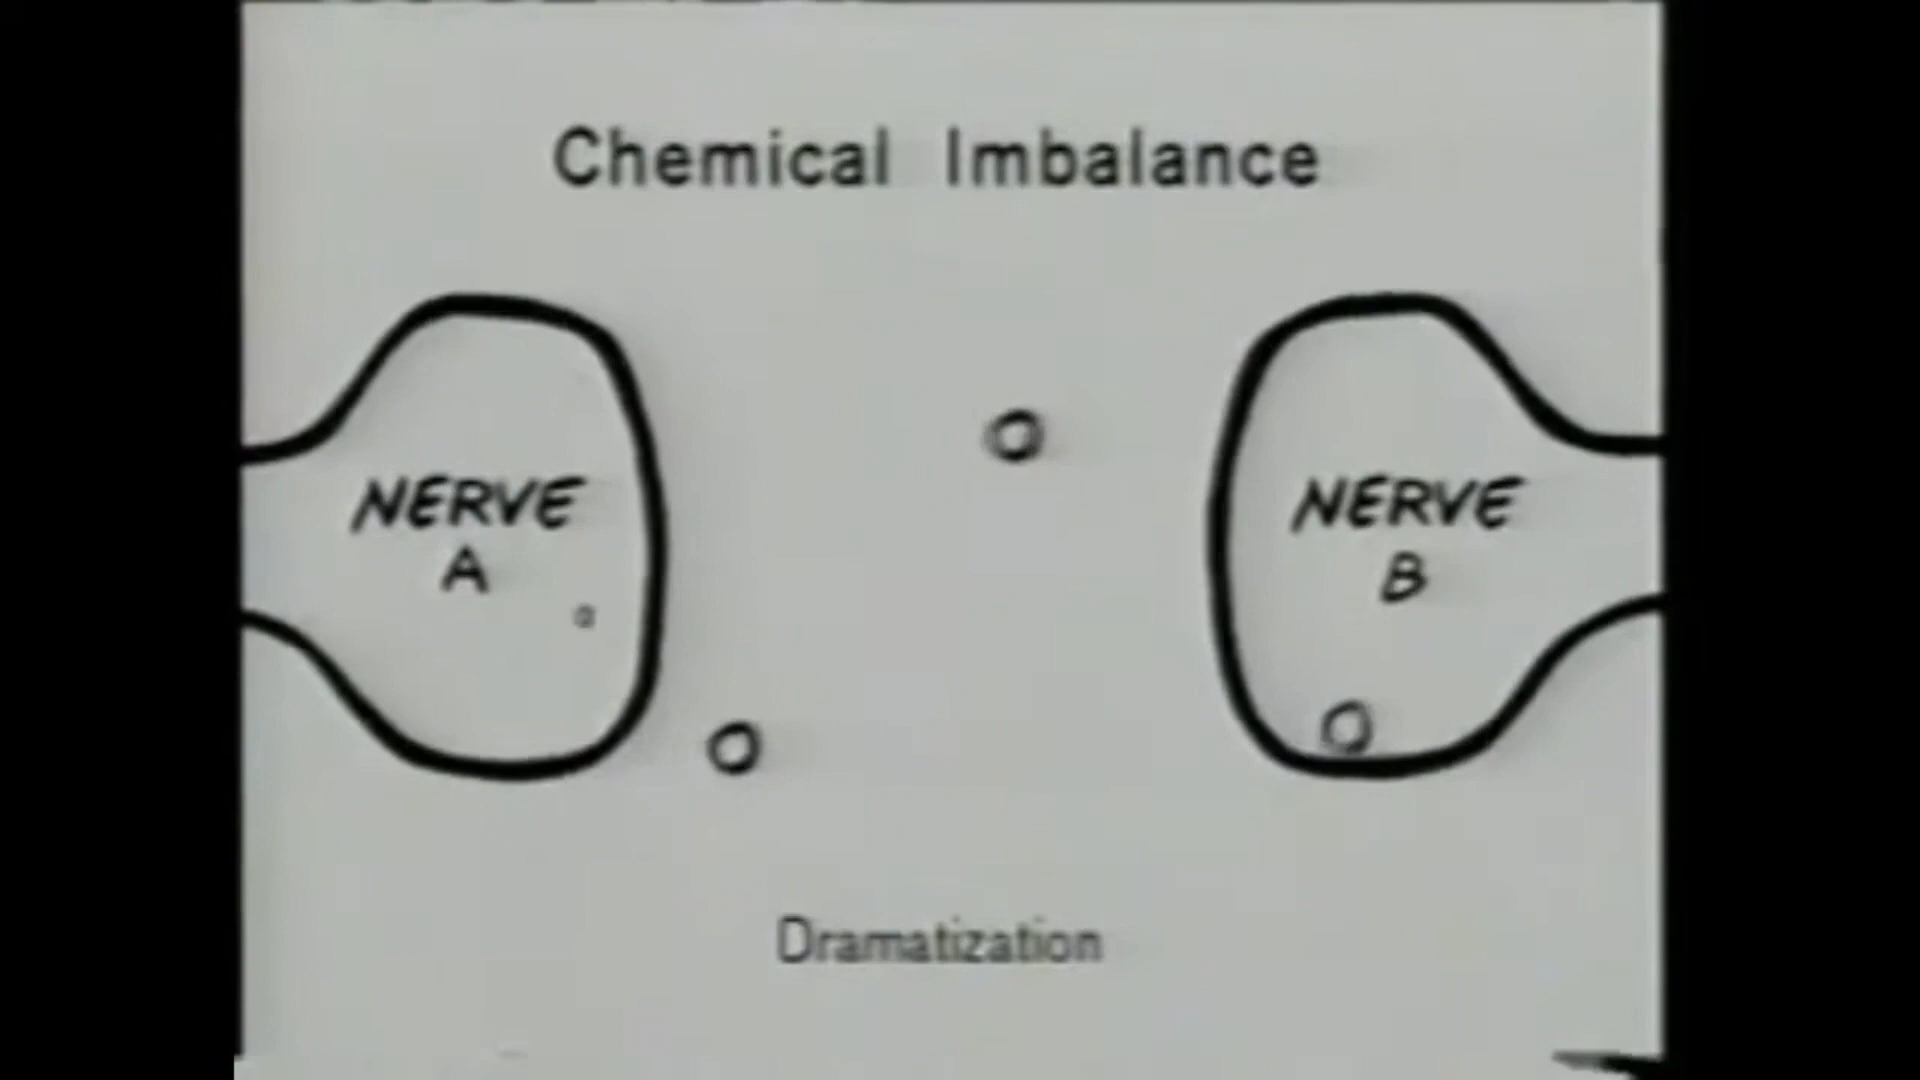 Chemical Imbalance
NERVE
A
NERVE
B
Dramatization